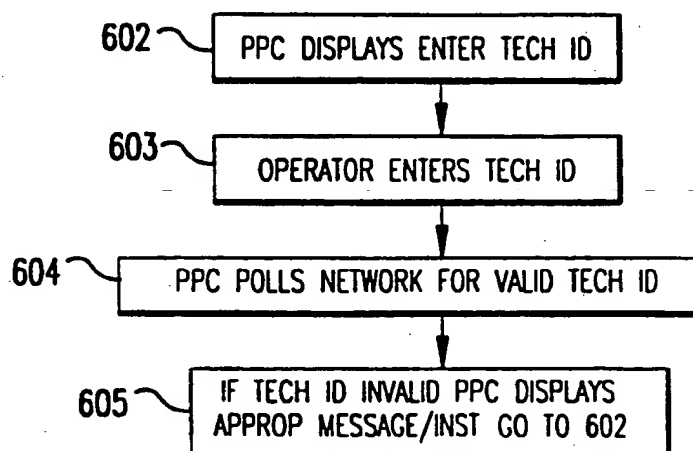 602
PPC DISPLAYS ENTER TECH ID
603
OPERATOR ENTERS TECH ID
604
PPC POLLS NETWORK FOR VALID TECH ID
605
IF TECH ID INVALID PPC DISPLAYS
APPROP MESSAGE/INST GO TO 602